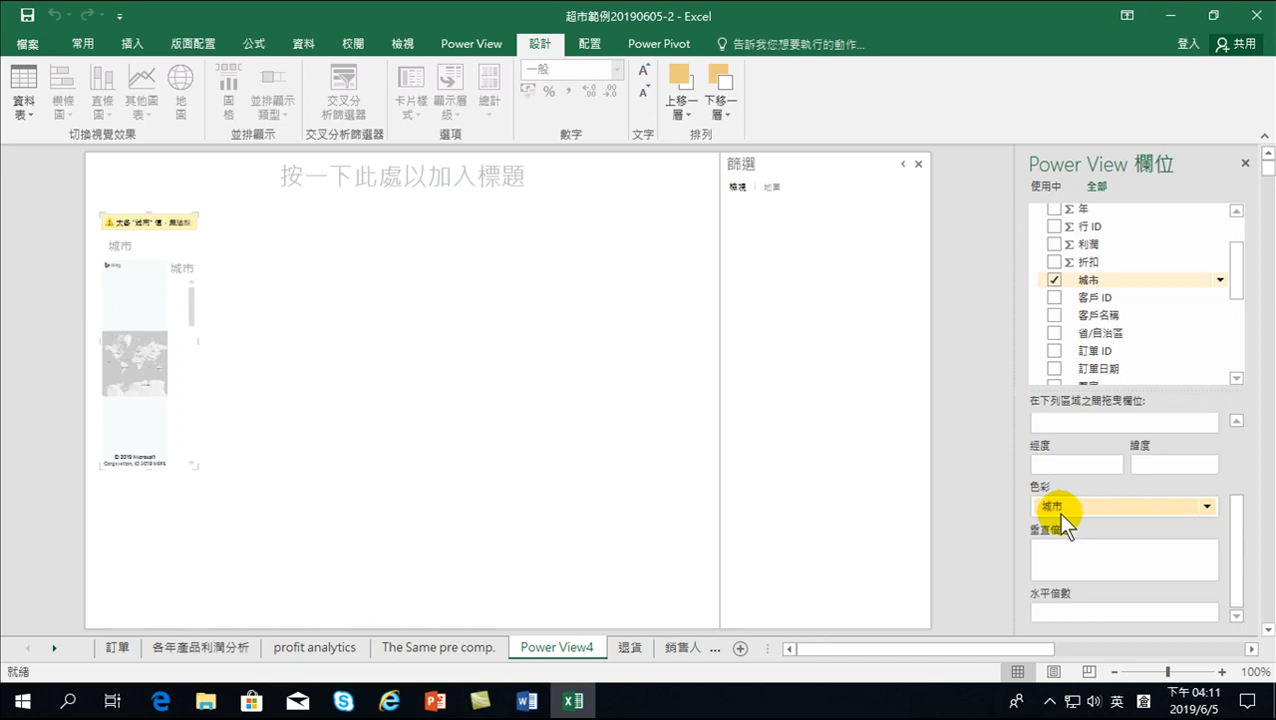 超市範例20190605-2 - Excel
檔案 常用 插入 版面配置 公式 資料 校閱 檢視 Power View 設計 配置 Power Pivot 告訴我您想要執行的動作... 登入 共用
資料表 橫條圖 直條圖 其他圖表 地圖
切換視覺效果
圖格 並排顯示類型
並排顯示
交叉分析篩選器
交叉分析篩選器
卡片樣式 顯示層級 總計
選項
一般
% ,
數字
A
A
文字
上移一層 下移一層
排列
按一下此處以加入標題
城市
bing 城市
© 2019 Microsoft
篩選
檢視 地圖
Power View 欄位
使用中 全部
Σ 年
Σ 行 ID
Σ 利潤
Σ 折扣
城市
客戶 ID
客戶名稱
省/自治區
訂單 ID
訂單日期
在下列區域之間拖曳欄位:
經度 緯度
色彩
城市
垂直倍
水平倍數
訂單 各年產品利潤分析 profit analytics The Same pre comp. Power View4 退貨 銷售人 ...
就緒 100%
英 下午 04:11
2019/6/5